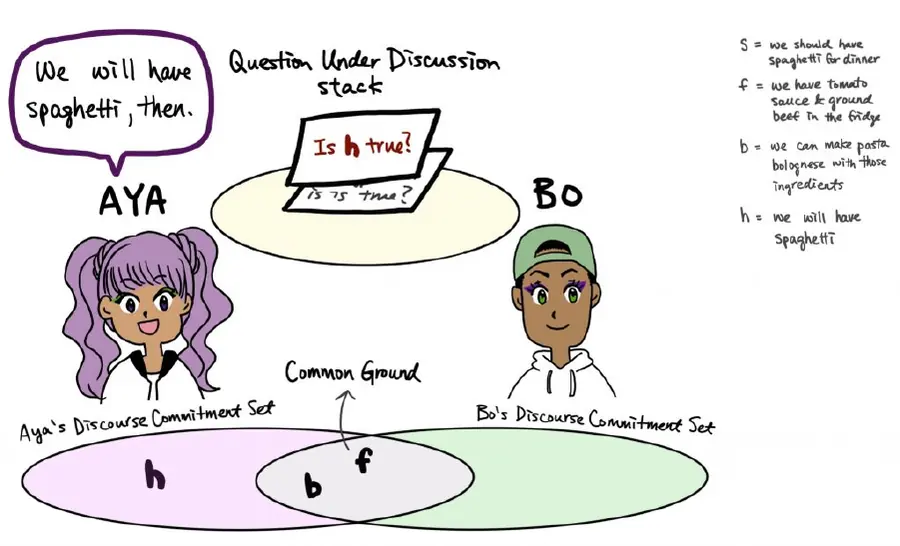 We will have
spaghetti, then.
Question Under Discussion
stack
Is h true?
is "s" true?
AYA
BO
S = we should have
spaghetti for dinner
f = we have tomato
sauce & ground
beef in the fridge
b = we can make pasta
bolognese with those
ingredients
h = we will have
spaghetti
Common Ground
Aya's Discourse Commitment Set
Bo's Discourse Commitment Set
h
b
f